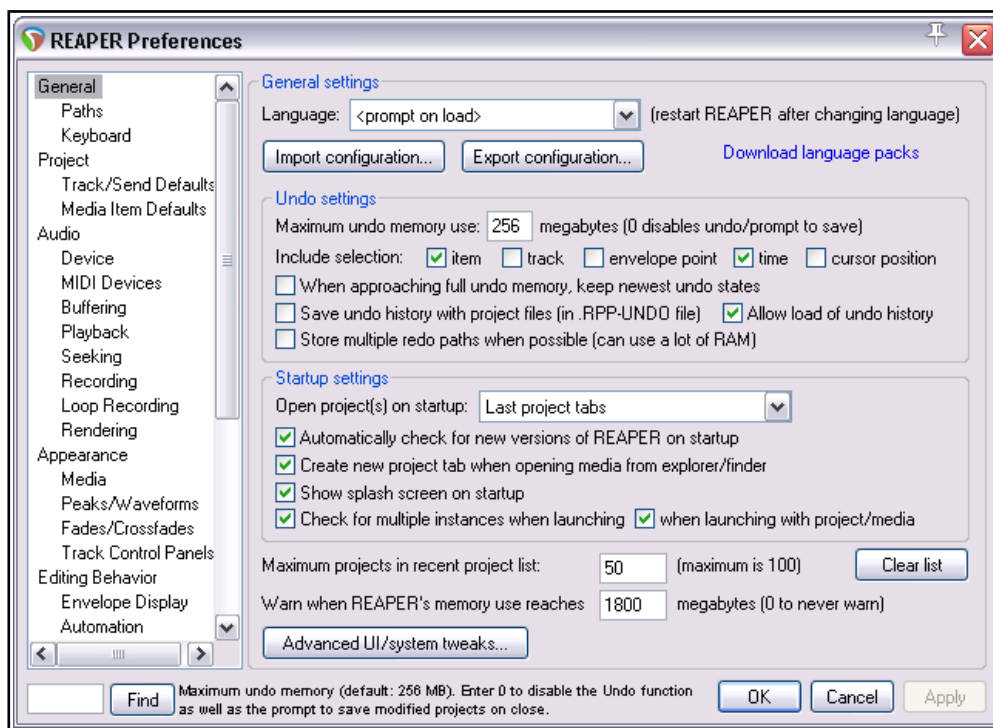 REAPER Preferences
General
Paths
Keyboard
Project
Track/Send Defaults
Media Item Defaults
Audio
Device
MIDI Devices
Buffering
Playback
Seeking
Recording
Loop Recording
Rendering
Appearance
Media
Peaks/Waveforms
Fades/Crossfades
Track Control Panels
Editing Behavior
Envelope Display
Automation
General settings
Language: <prompt on load> (restart REAPER after changing language)
Import configuration... Export configuration... Download language packs
Undo settings
Maximum undo memory use: 256 megabytes (0 disables undo/prompt to save)
Include selection: item track envelope point time cursor position
When approaching full undo memory, keep newest undo states
Save undo history with project files (in .RPP-UNDO file) Allow load of undo history
Store multiple redo paths when possible (can use a lot of RAM)
Startup settings
Open project(s) on startup: Last project tabs
Automatically check for new versions of REAPER on startup
Create new project tab when opening media from explorer/finder
Show splash screen on startup
Check for multiple instances when launching when launching with project/media
Maximum projects in recent project list: 50 (maximum is 100) Clear list
Warn when REAPER's memory use reaches 1800 megabytes (0 to never warn)
Advanced UI/system tweaks...
Find Maximum undo memory (default: 256 MB). Enter 0 to disable the Undo function
as well as the prompt to save modified projects on close.
OK Cancel Apply